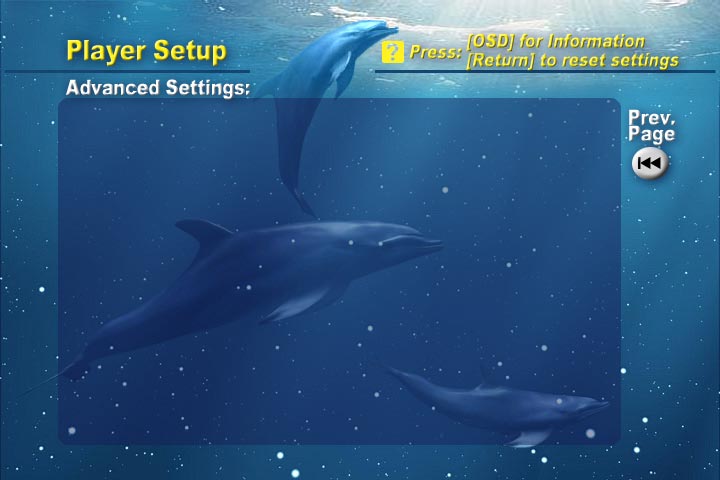 Player Setup
? Press: [OSD] for Information
[Return] to reset settings
Advanced Settings:
Prev.
Page